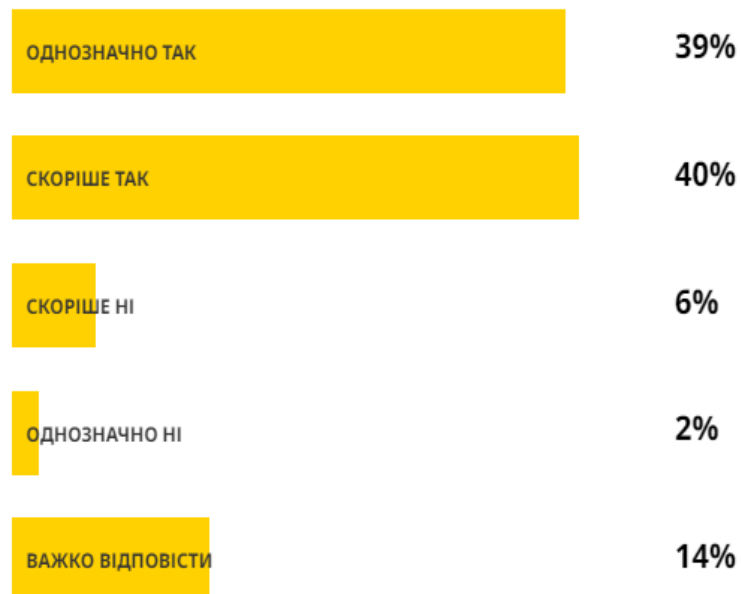 ОДНОЗНАЧНО ТАК 39%
СКОРІШЕ ТАК 40%
СКОРІШЕ НІ 6%
ОДНОЗНАЧНО НІ 2%
ВАЖКО ВІДПОВІСТИ 14%